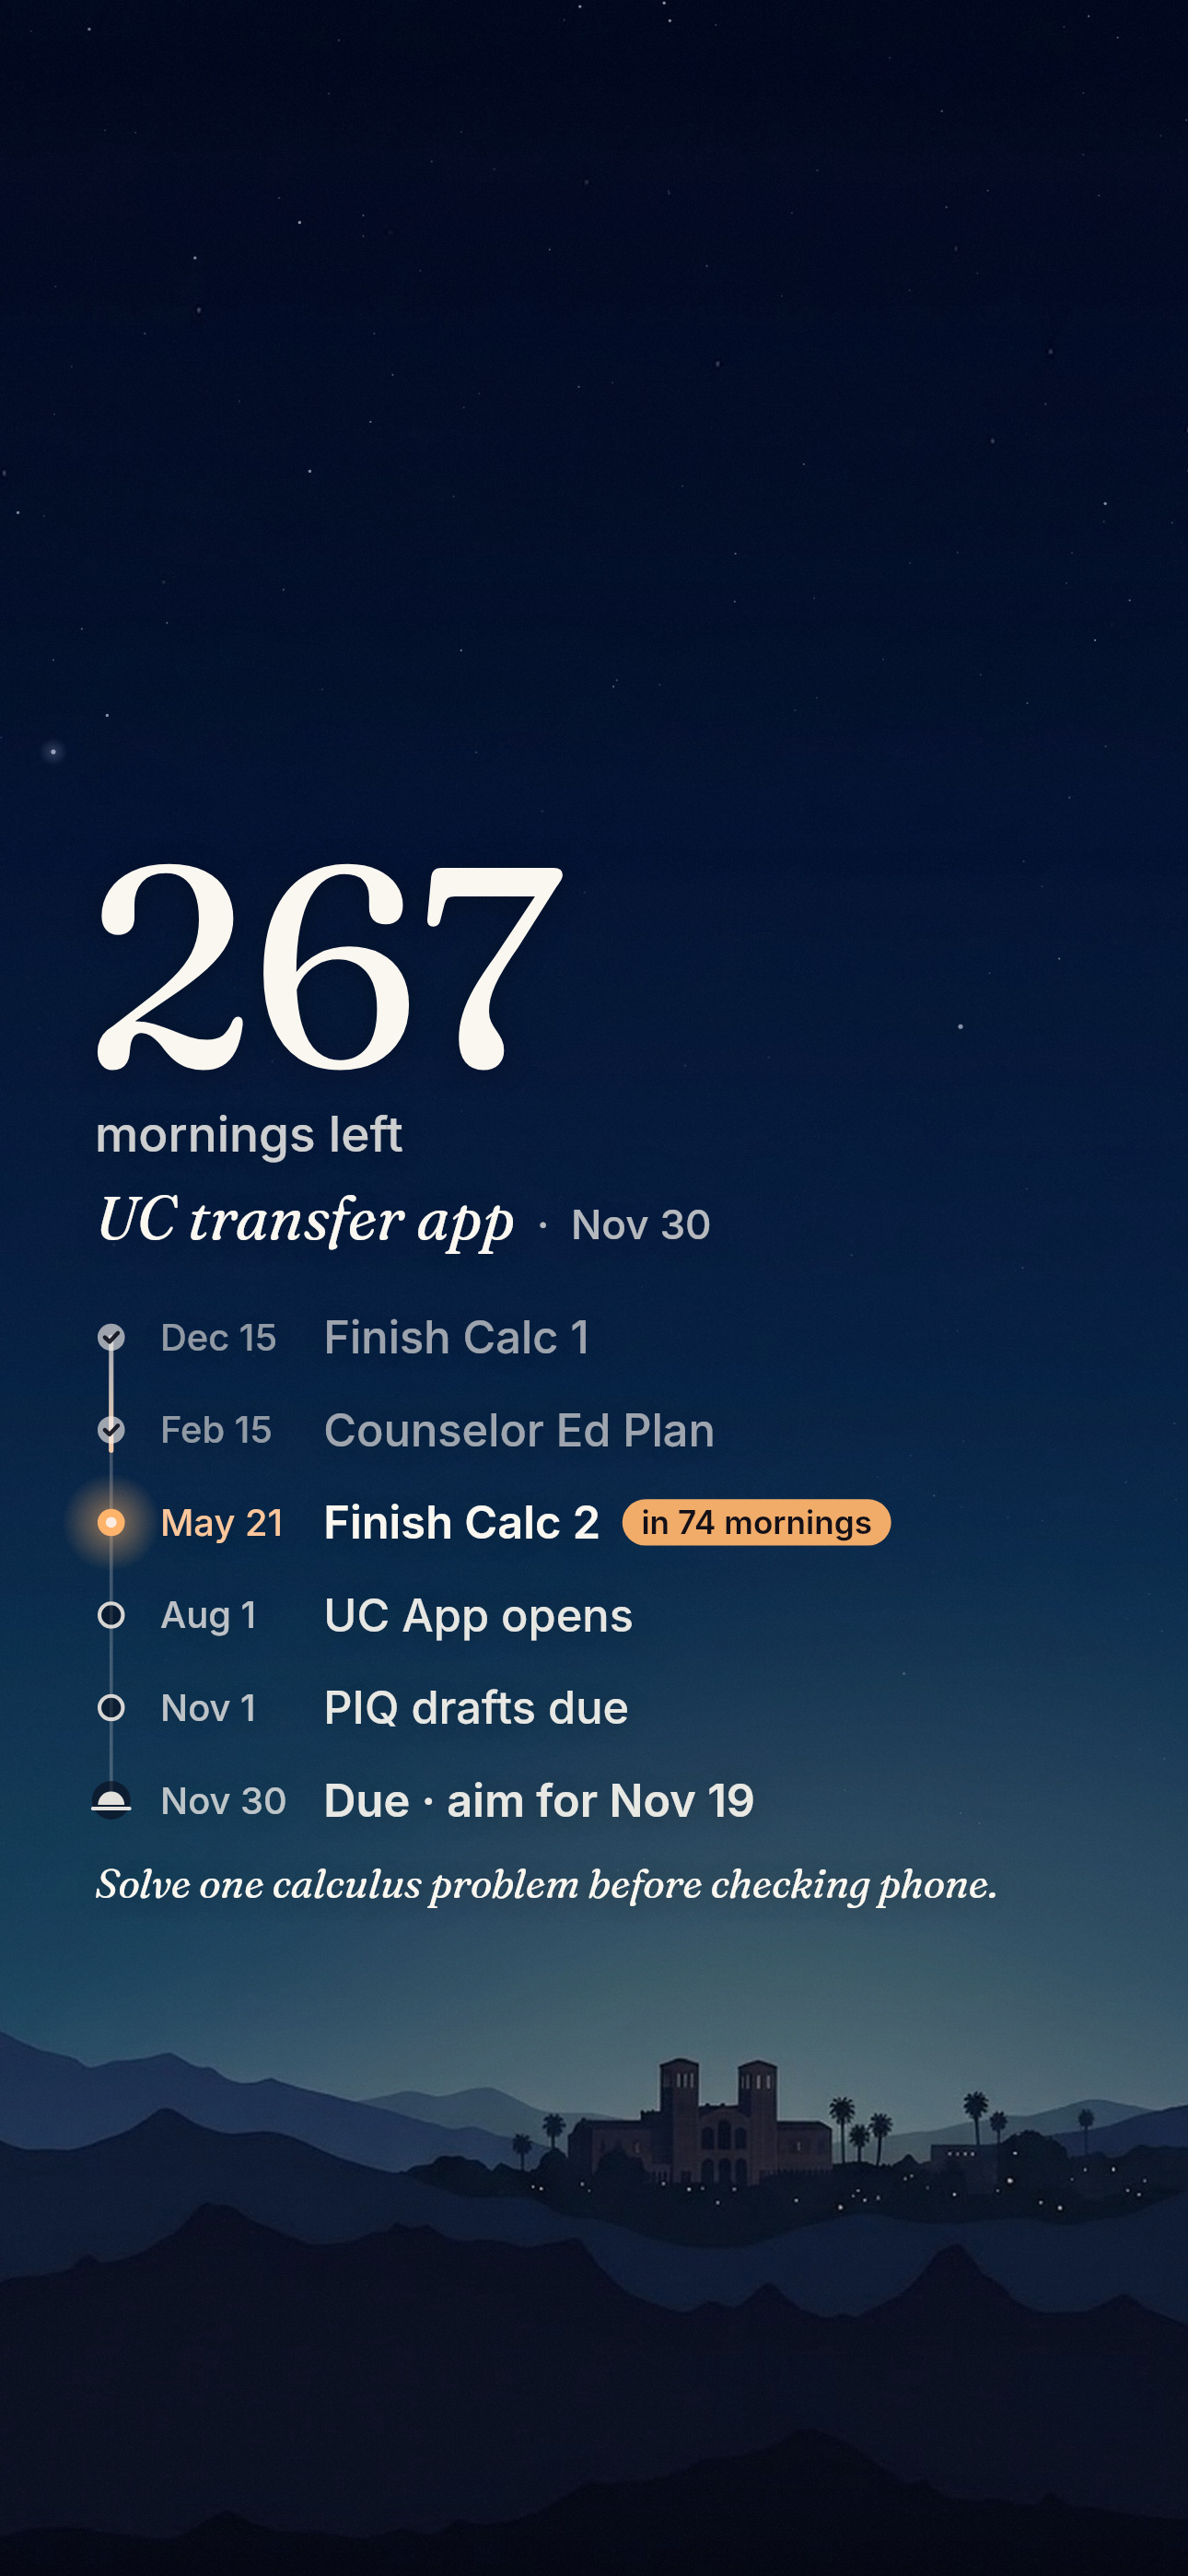 267
mornings left
UC transfer app · Nov 30
Dec 15 Finish Calc 1
Feb 15 Counselor Ed Plan
May 21 Finish Calc 2 in 74 mornings
Aug 1 UC App opens
Nov 1 PIQ drafts due
Nov 30 Due · aim for Nov 19
Solve one calculus problem before checking phone.